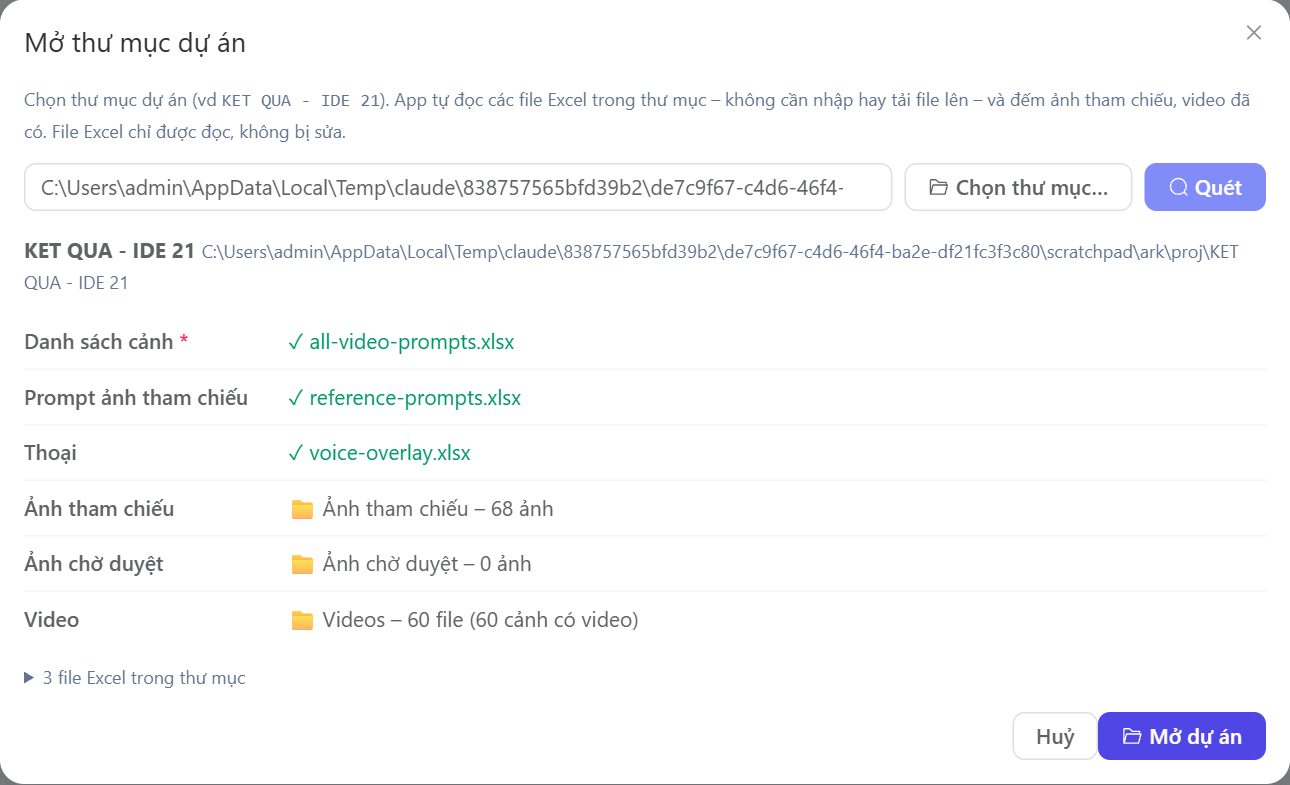 Mở thư mục dự án
Chọn thư mục dự án (vd KET QUA - IDE 21). App tự đọc các file Excel trong thư mục – không cần nhập hay tải file lên – và đếm ảnh tham chiếu, video đã
có. File Excel chỉ được đọc, không bị sửa.
C:\Users\admin\AppData\Local\Temp\claude\838757565bfd39b2\de7c9f67-c4d6-46f4-
Chọn thư mục...
Quét
KET QUA - IDE 21 C:\Users\admin\AppData\Local\Temp\claude\838757565bfd39b2\de7c9f67-c4d6-46f4-ba2e-df21fc3f3c80\scratchpad\ark\proj\KET
QUA - IDE 21
Danh sách cảnh * ✓ all-video-prompts.xlsx
Prompt ảnh tham chiếu ✓ reference-prompts.xlsx
Thoại ✓ voice-overlay.xlsx
Ảnh tham chiếu Ảnh tham chiếu – 68 ảnh
Ảnh chờ duyệt Ảnh chờ duyệt – 0 ảnh
Video Videos – 60 file (60 cảnh có video)
▶ 3 file Excel trong thư mục
Huỷ
Mở dự án